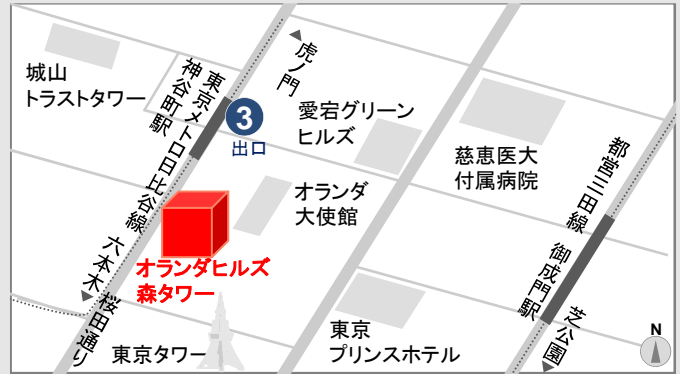 虎ノ門
城山
トラストタワー
東京メトロ日比谷線
神谷町駅
3
出口
愛宕グリーン
ヒルズ
慈恵医大
付属病院
都営三田線
御成門駅
オランダ
大使館
オランダヒルズ
森タワー
六本木
桜田通り
東京タワー
東京
プリンスホテル
芝公園
N